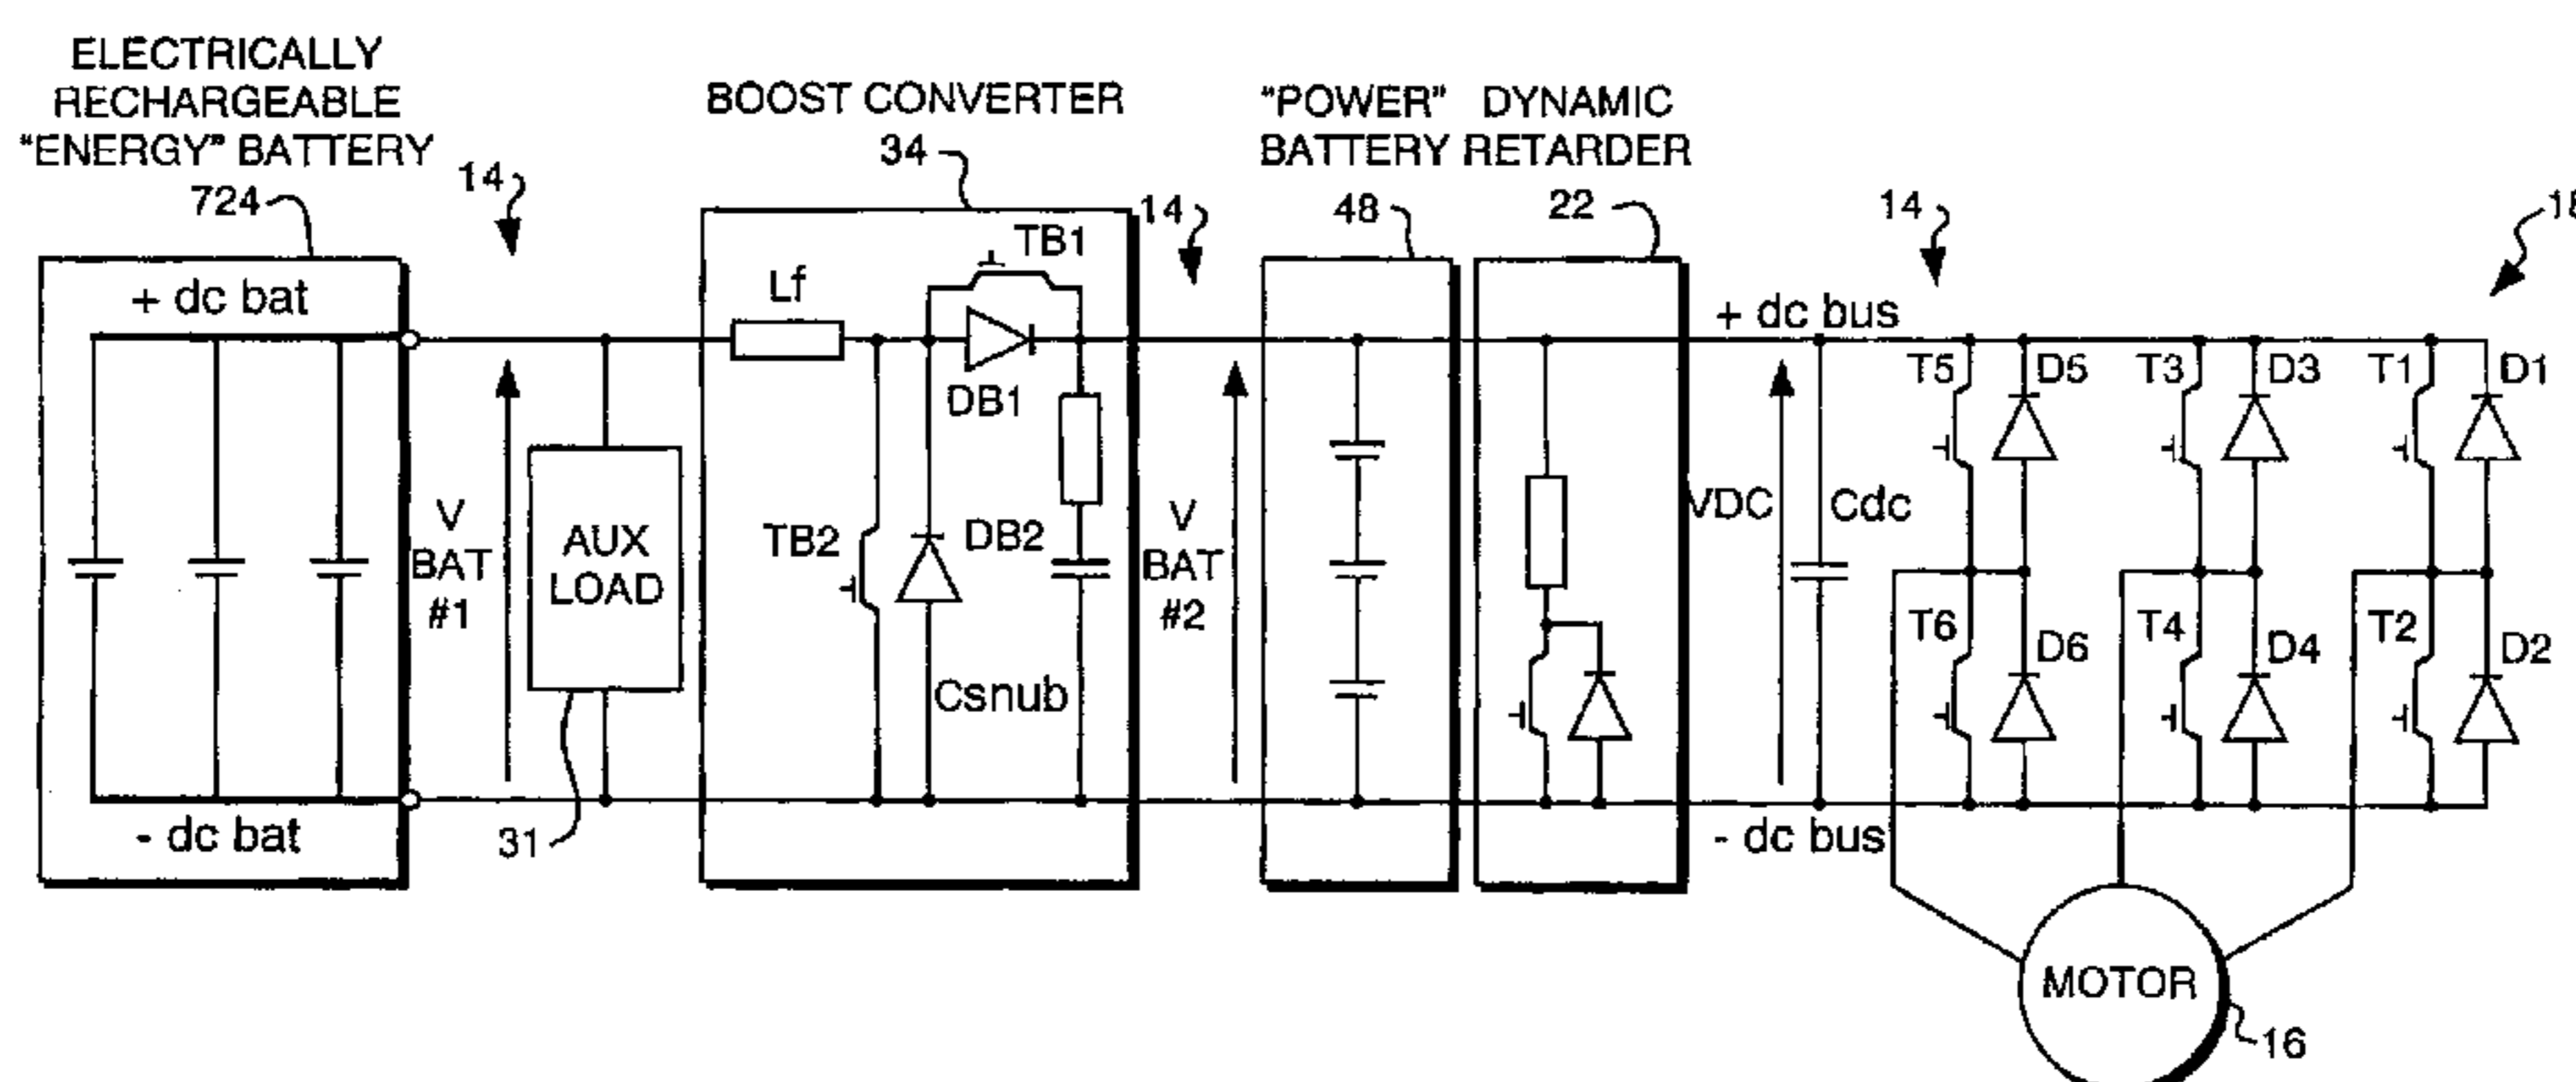 ELECTRICALLY
RECHARGEABLE
"ENERGY" BATTERY
724
14
BOOST CONVERTER
34
14
"POWER"
BATTERY
48
DYNAMIC
RETARDER
22
14
18
+ dc bat
- dc bat
V
BAT
#1
AUX
LOAD
31
Lf
TB1
DB1
TB2
DB2
Csnub
V
BAT
#2
+ dc bus
VDC
Cdc
- dc bus
T5
D5
T3
D3
T1
D1
T6
D6
T4
D4
T2
D2
MOTOR
16